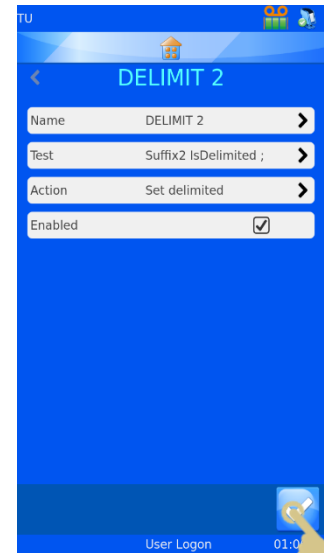 TU
DELIMIT 2
Name DELIMIT 2
Test Suffix2 IsDelimited ;
Action Set delimited
Enabled
User Logon